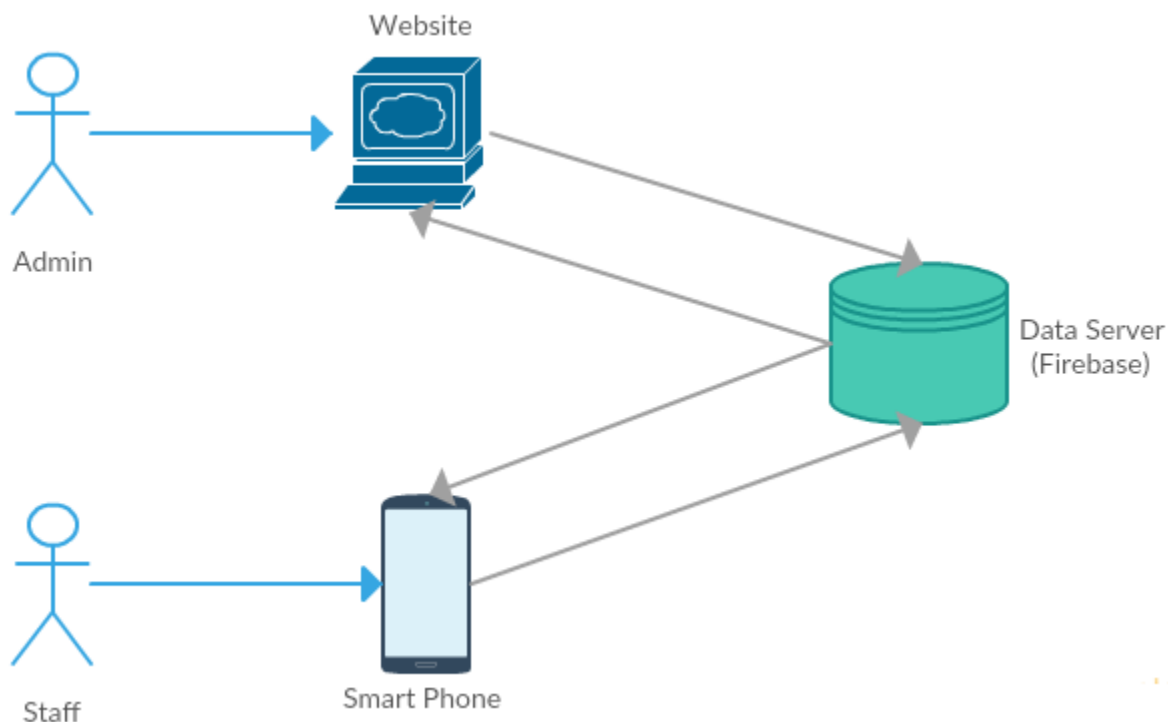 Website
Admin
Data Server
(Firebase)
Smart Phone
Staff